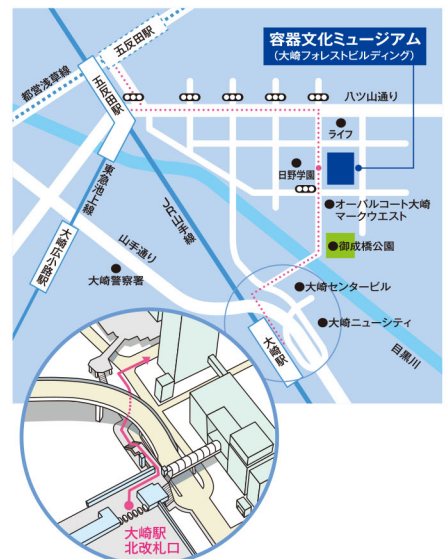 五反田駅
容器文化ミュージアム
(大崎フォレストビルディング)
都営浅草線
五反田駅
八ツ山通り
ライフ
日野学園
東急池上線
JR山手線
オーバルコート大崎
マークウエスト
大崎広小路駅
山手通り
御成橋公園
大崎警察署
大崎センタービル
大崎ニューシティ
大崎駅
目黒川
大崎駅
北改札口